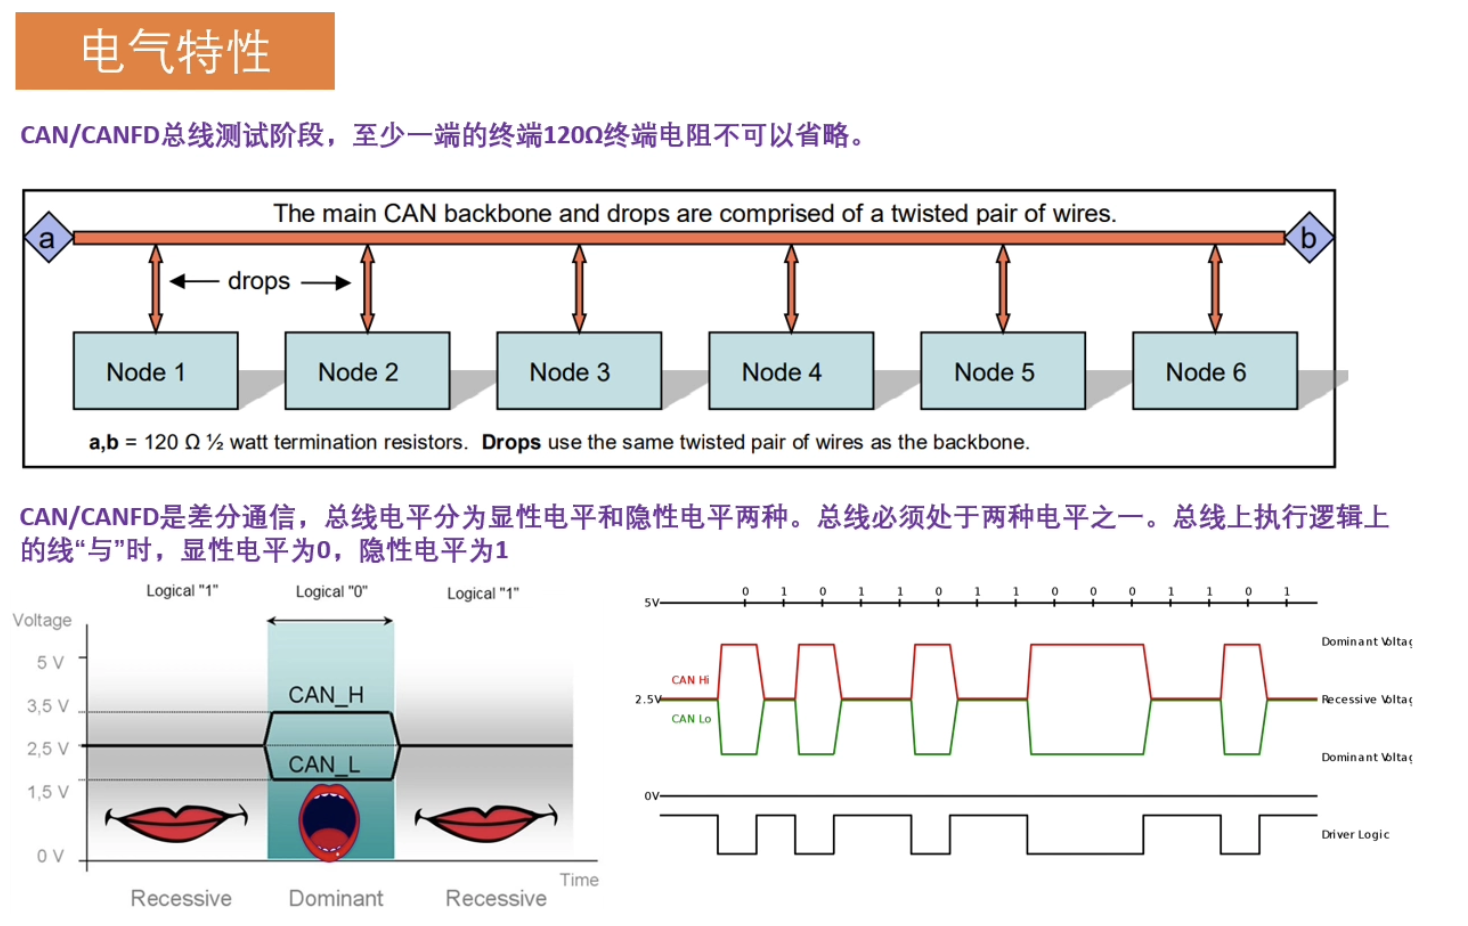 电气特性
CAN/CANFD总线测试阶段，至少一端的终端120Ω终端电阻不可以省略。
The main CAN backbone and drops are comprised of a twisted pair of wires.
a
b
drops
Node 1
Node 2
Node 3
Node 4
Node 5
Node 6
a,b = 120 Ω ½ watt termination resistors. Drops use the same twisted pair of wires as the backbone.
CAN/CANFD是差分通信，总线电平分为显性电平和隐性电平两种。总线必须处于两种电平之一。总线上执行逻辑上
的线“与”时，显性电平为0，隐性电平为1
Logical "1"
Logical "0"
Logical "1"
Voltage
5 V
3,5 V
2,5 V
1,5 V
0 V
CAN_H
CAN_L
Time
Recessive
Dominant
Recessive
0 1 0 1 1 0 1 1 0 0 0 1 1 0 1
5V
Dominant Voltag
CAN Hi
2.5V
Recessive Voltag
CAN Lo
Dominant Voltag
0V
Driver Logic